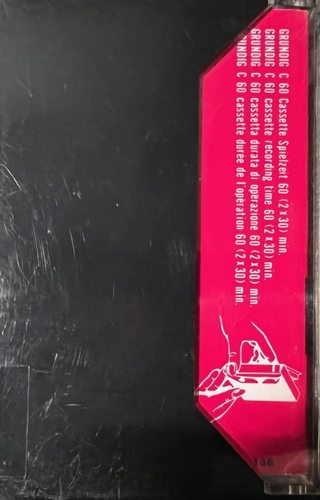 GRUNDIG C 60 Cassette Spielzeit 60 (2 x 30) min.
GRUNDIG C 60 cassette recording time 60 (2 x 30) min.
GRUNDIG C 60 cassetta durata di operazione 60 (2 x 30) min.
GRUNDIG C 60 cassette durée de l'operation 60 (2 x 30) min.